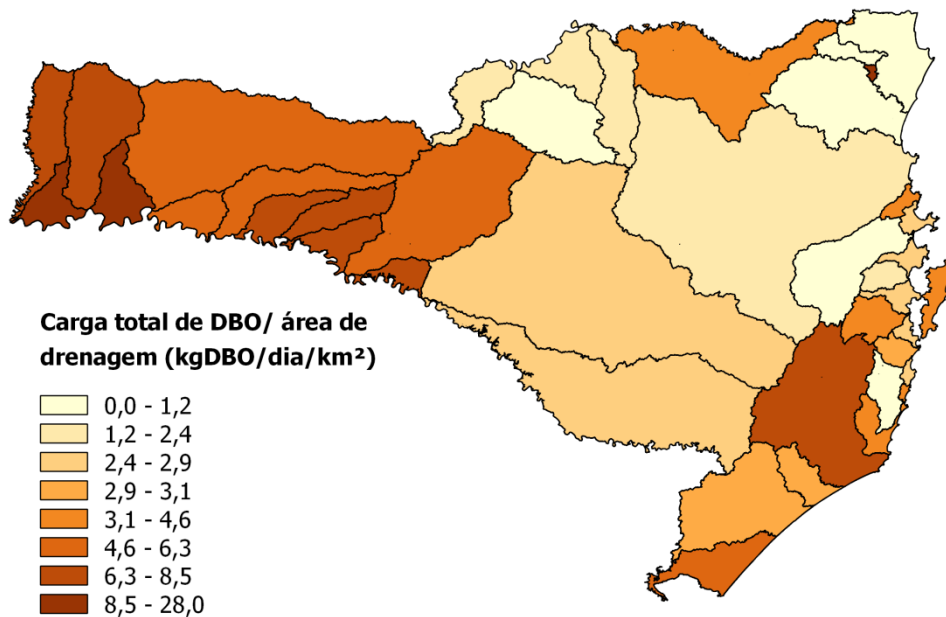 Carga total de DBO/ área de
drenagem (kgDBO/dia/km²)
0,0 - 1,2
1,2 - 2,4
2,4 - 2,9
2,9 - 3,1
3,1 - 4,6
4,6 - 6,3
6,3 - 8,5
8,5 - 28,0